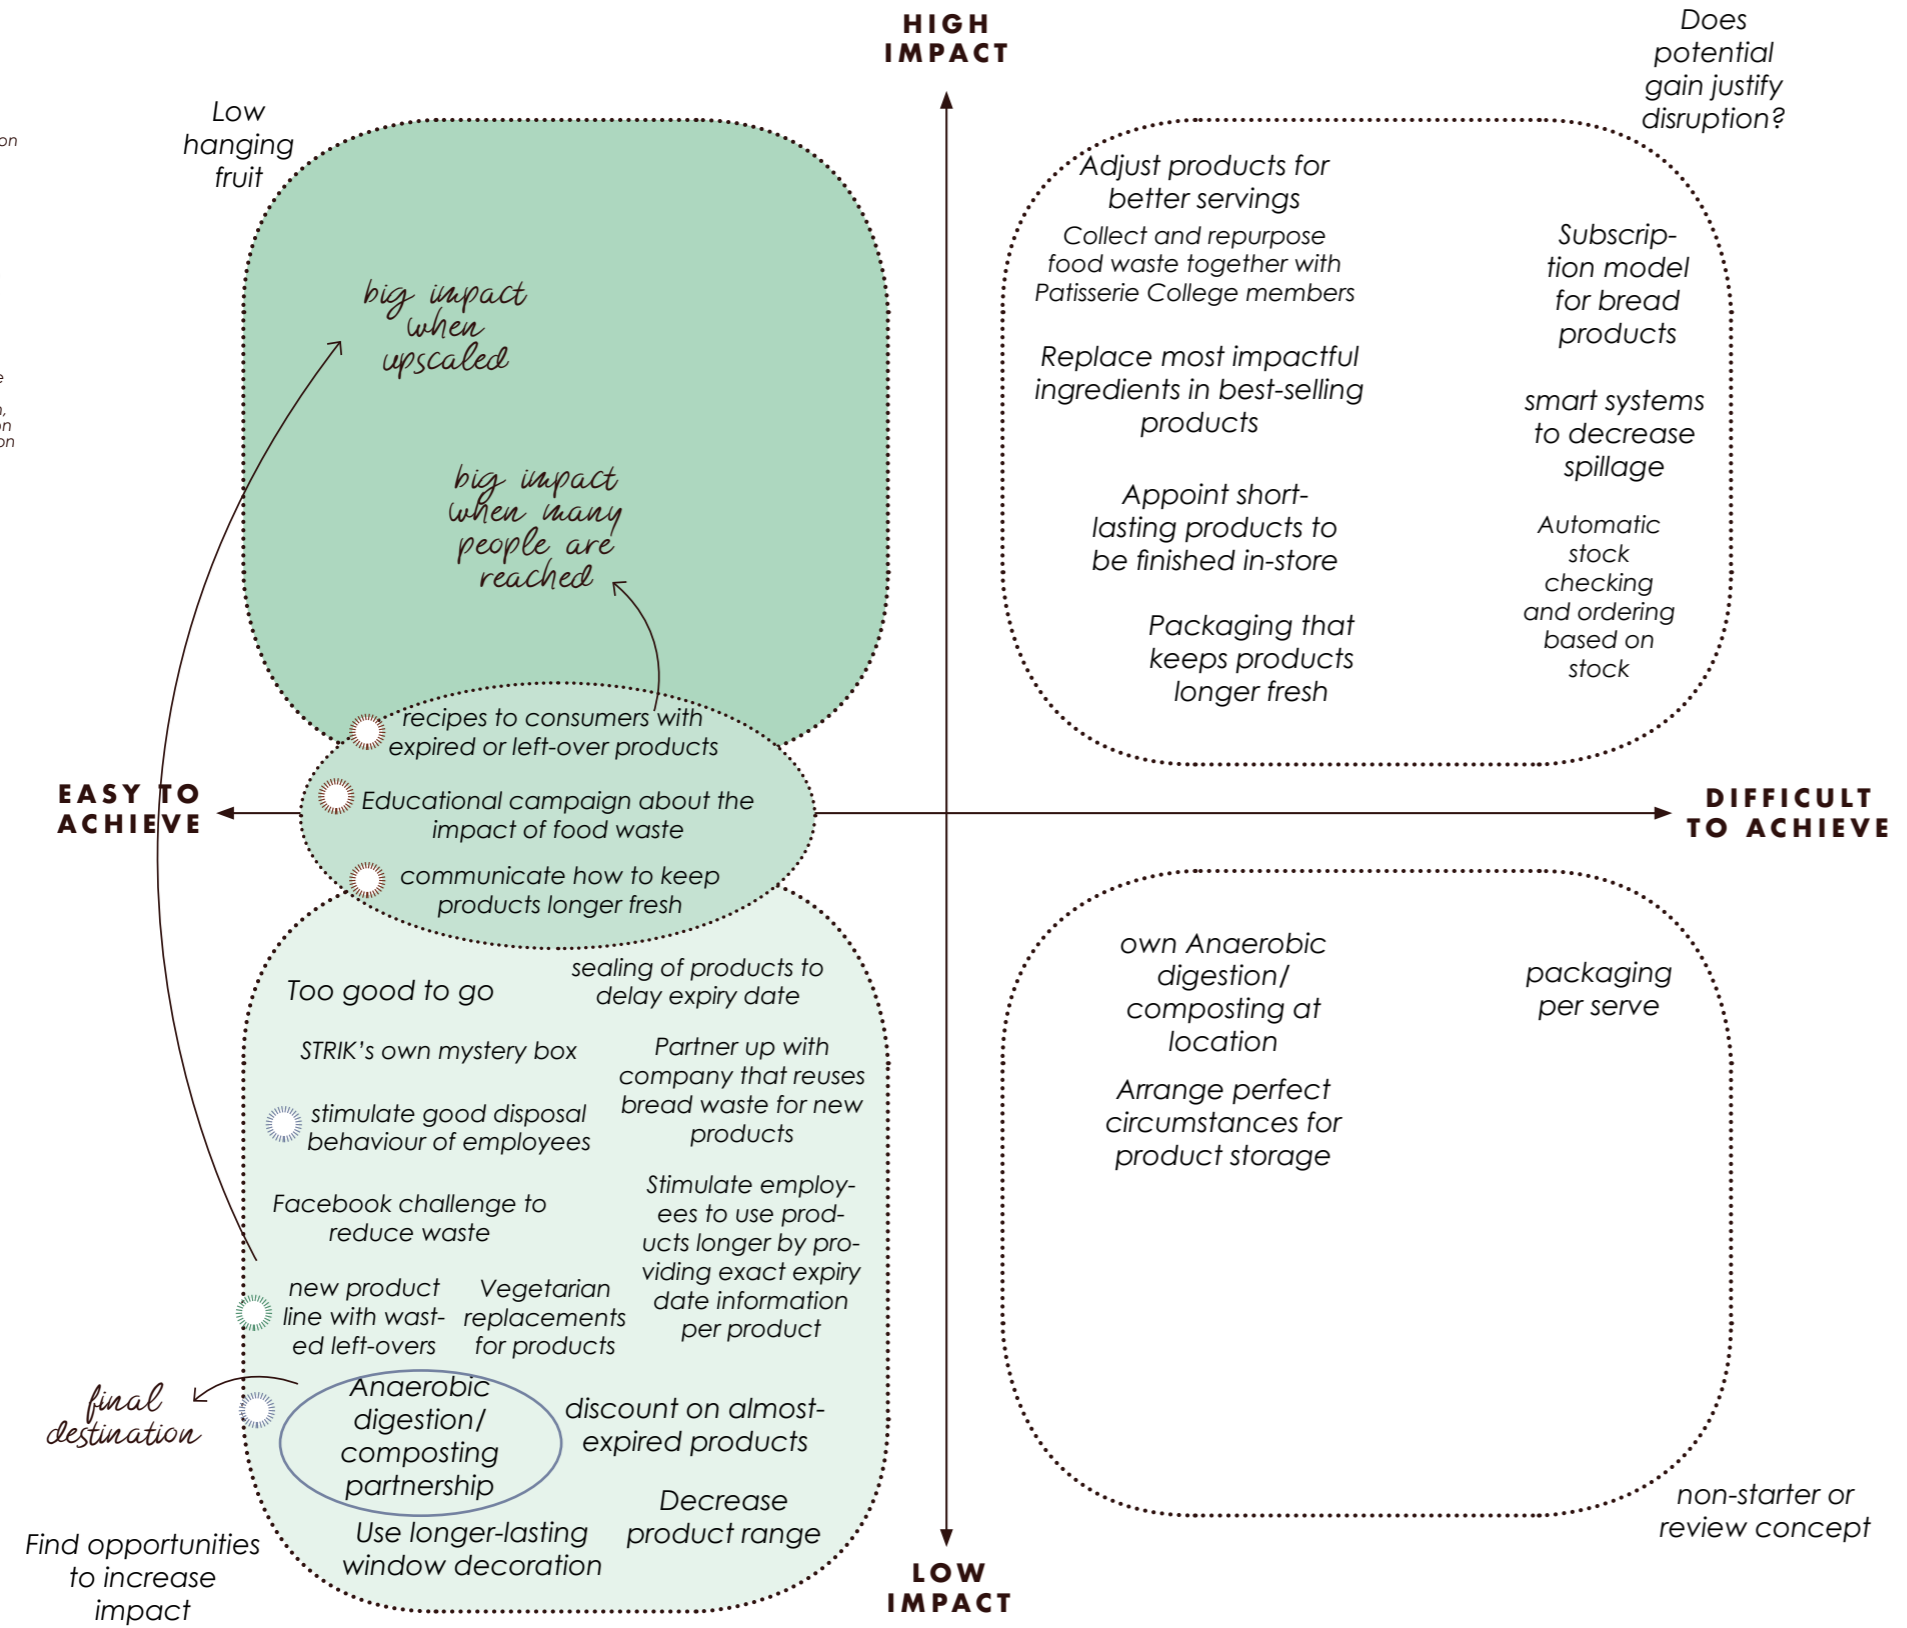 HIGH
IMPACT
Does
potential
gain justify
disruption?
Low
hanging
fruit
on
e
n,
on
on
big impact
when
upscaled
big impact
when many
people are
reached
Adjust products for
better servings
Collect and repurpose
food waste together with
Patisserie College members
Replace most impactful
ingredients in best-selling
products
Appoint short-
lasting products to
be finished in-store
Packaging that
keeps products
longer fresh
Subscrip-
tion model
for bread
products
smart systems
to decrease
spillage
Automatic
stock
checking
and ordering
based on
stock
recipes to consumers with
expired or left-over products
Educational campaign about the
impact of food waste
communicate how to keep
products longer fresh
EASY TO
ACHIEVE
DIFFICULT
TO ACHIEVE
Too good to go
sealing of products to
delay expiry date
STRIK's own mystery box
Partner up with
company that reuses
bread waste for new
products
stimulate good disposal
behaviour of employees
Facebook challenge to
reduce waste
Stimulate employ-
ees to use prod-
ucts longer by pro-
viding exact expiry
date information
per product
new product
line with wast-
ed left-overs
Vegetarian
replacements
for products
final
destination
Anaerobic
digestion/
composting
partnership
discount on almost-
expired products
Decrease
product range
Use longer-lasting
window decoration
Find opportunities
to increase
impact
own Anaerobic
digestion/
composting at
location
Arrange perfect
circumstances for
product storage
packaging
per serve
non-starter or
review concept
LOW
IMPACT